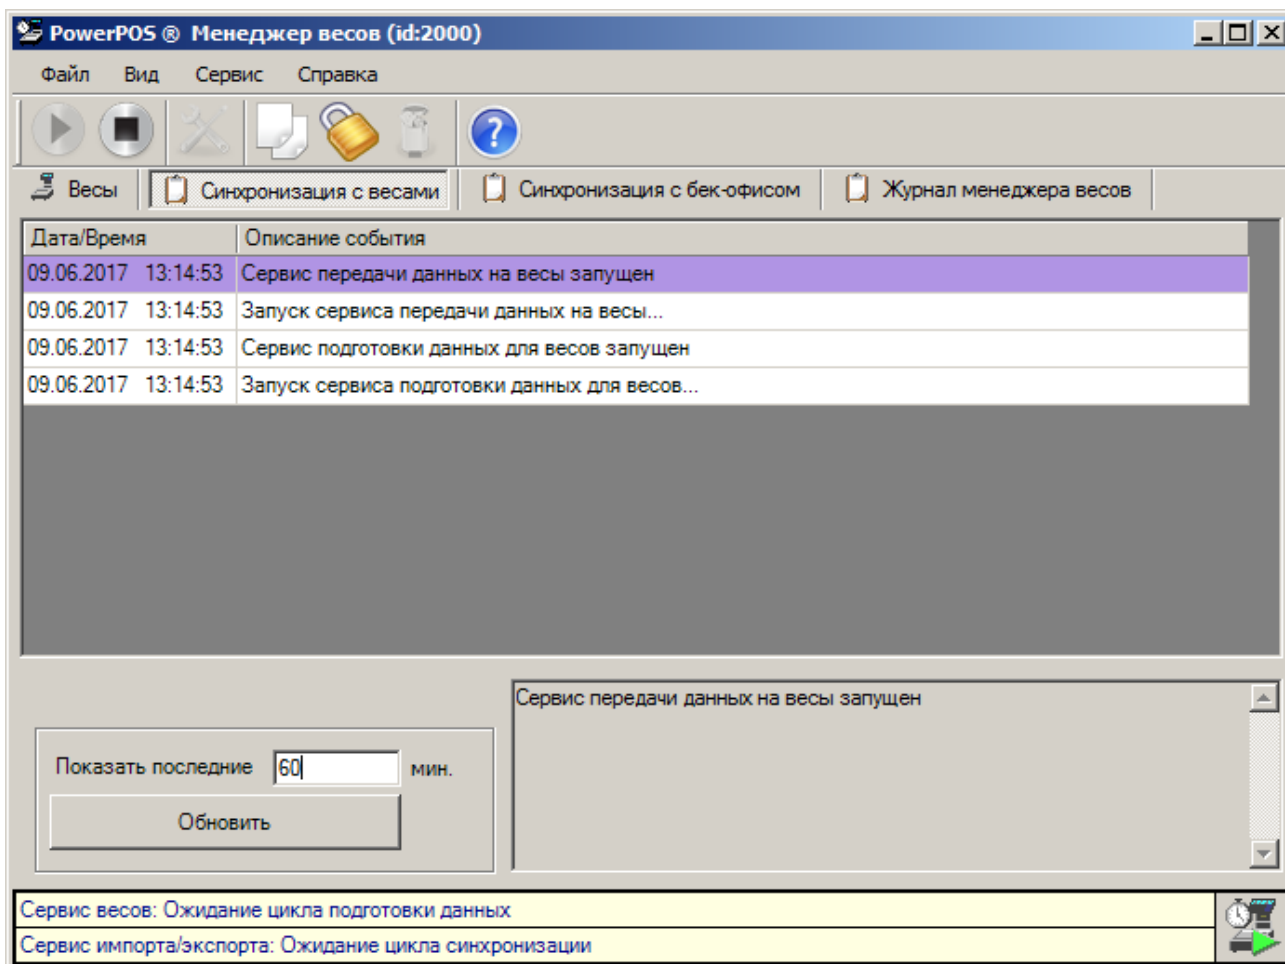 PowerPOS ® Менеджер весов (id:2000)
Файл Вид Сервис Справка
Весы Синхронизация с весами Синхронизация с бек-офисом Журнал менеджера весов
Дата/Время Описание события
09.06.2017 13:14:53 Сервис передачи данных на весы запущен
09.06.2017 13:14:53 Запуск сервиса передачи данных на весы...
09.06.2017 13:14:53 Сервис подготовки данных для весов запущен
09.06.2017 13:14:53 Запуск сервиса подготовки данных для весов...
Сервис передачи данных на весы запущен
Показать последние 60 мин.
Обновить
Сервис весов: Ожидание цикла подготовки данных
Сервис импорта/экспорта: Ожидание цикла синхронизации